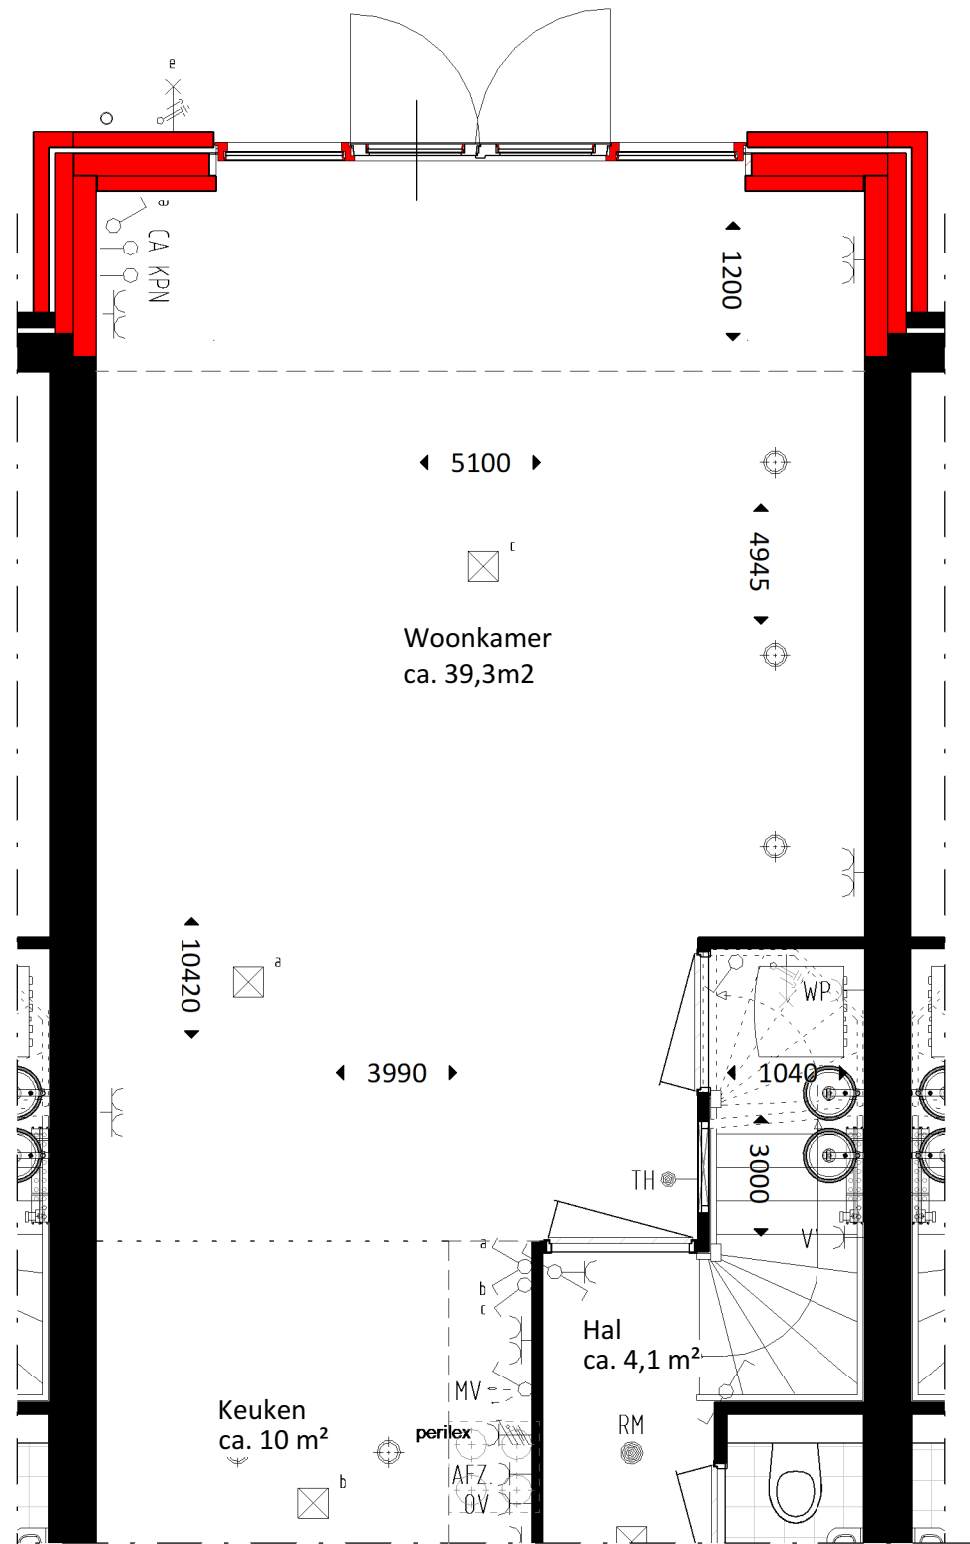 e
a
CA KPN
1200
5100
4945
c
Woonkamer
ca. 39,3m2
10420
a
WP
3990
1040
3000
TH
V
a
b
c
Hal
ca. 4,1 m²
MV
Keuken
ca. 10 m²
perilex
RM
AFZ.
OV
b